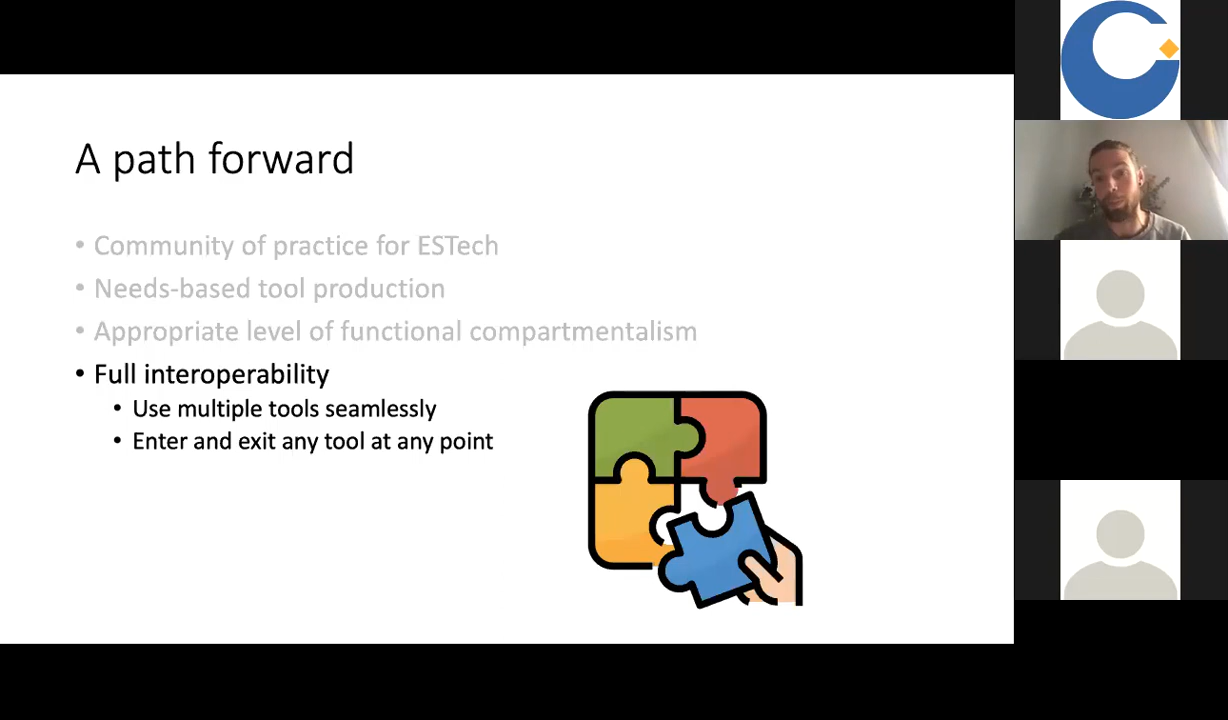 A path forward
• Community of practice for ESTech
• Needs-based tool production
• Appropriate level of functional compartmentalism
• Full interoperability
• Use multiple tools seamlessly
• Enter and exit any tool at any point